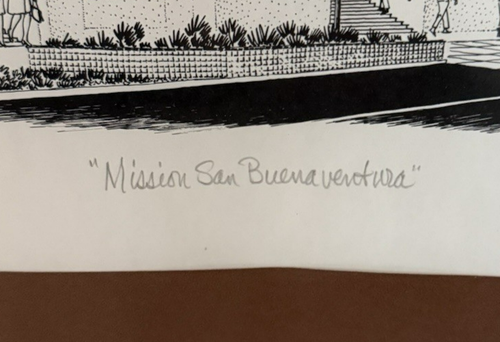 "Mission San Buenaventura"